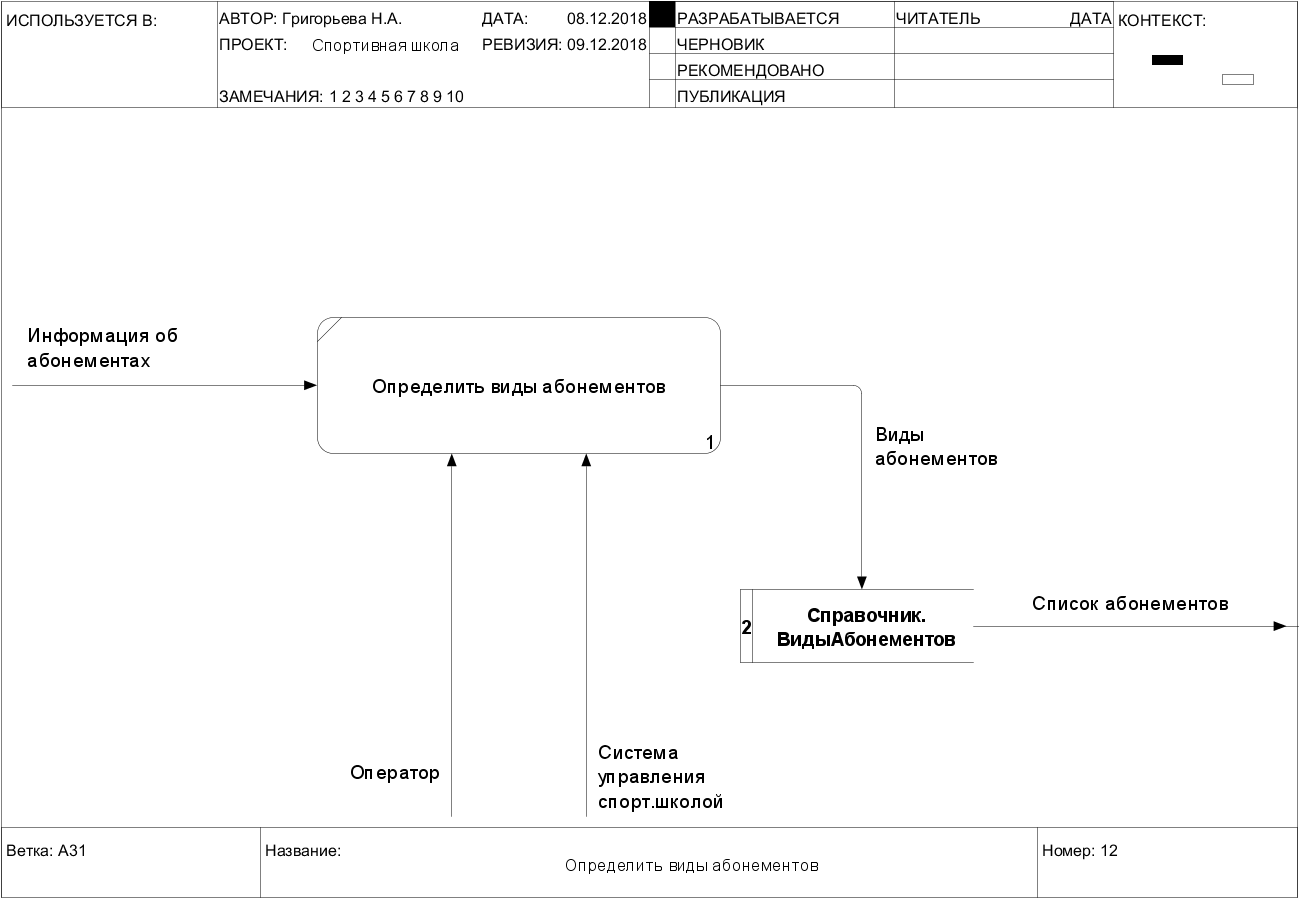 ИСПОЛЬЗУЕТСЯ В:
АВТОР: Григорьева Н.А.
ДАТА: 08.12.2018
ПРОЕКТ: Спортивная школа
РЕВИЗИЯ: 09.12.2018
ЗАМЕЧАНИЯ: 1 2 3 4 5 6 7 8 9 10
РАЗРАБАТЫВАЕТСЯ
ЧЕРНОВИК
РЕКОМЕНДОВАНО
ПУБЛИКАЦИЯ
ЧИТАТЕЛЬ ДАТА
КОНТЕКСТ:
Информация об
абонементах
Определить виды абонементов
1
Виды
абонементов
2
Справочник.
ВидыАбонементов
Список абонементов
Оператор
Система
управления
спорт.школой
Ветка: A31
Название:
Определить виды абонементов
Номер: 12